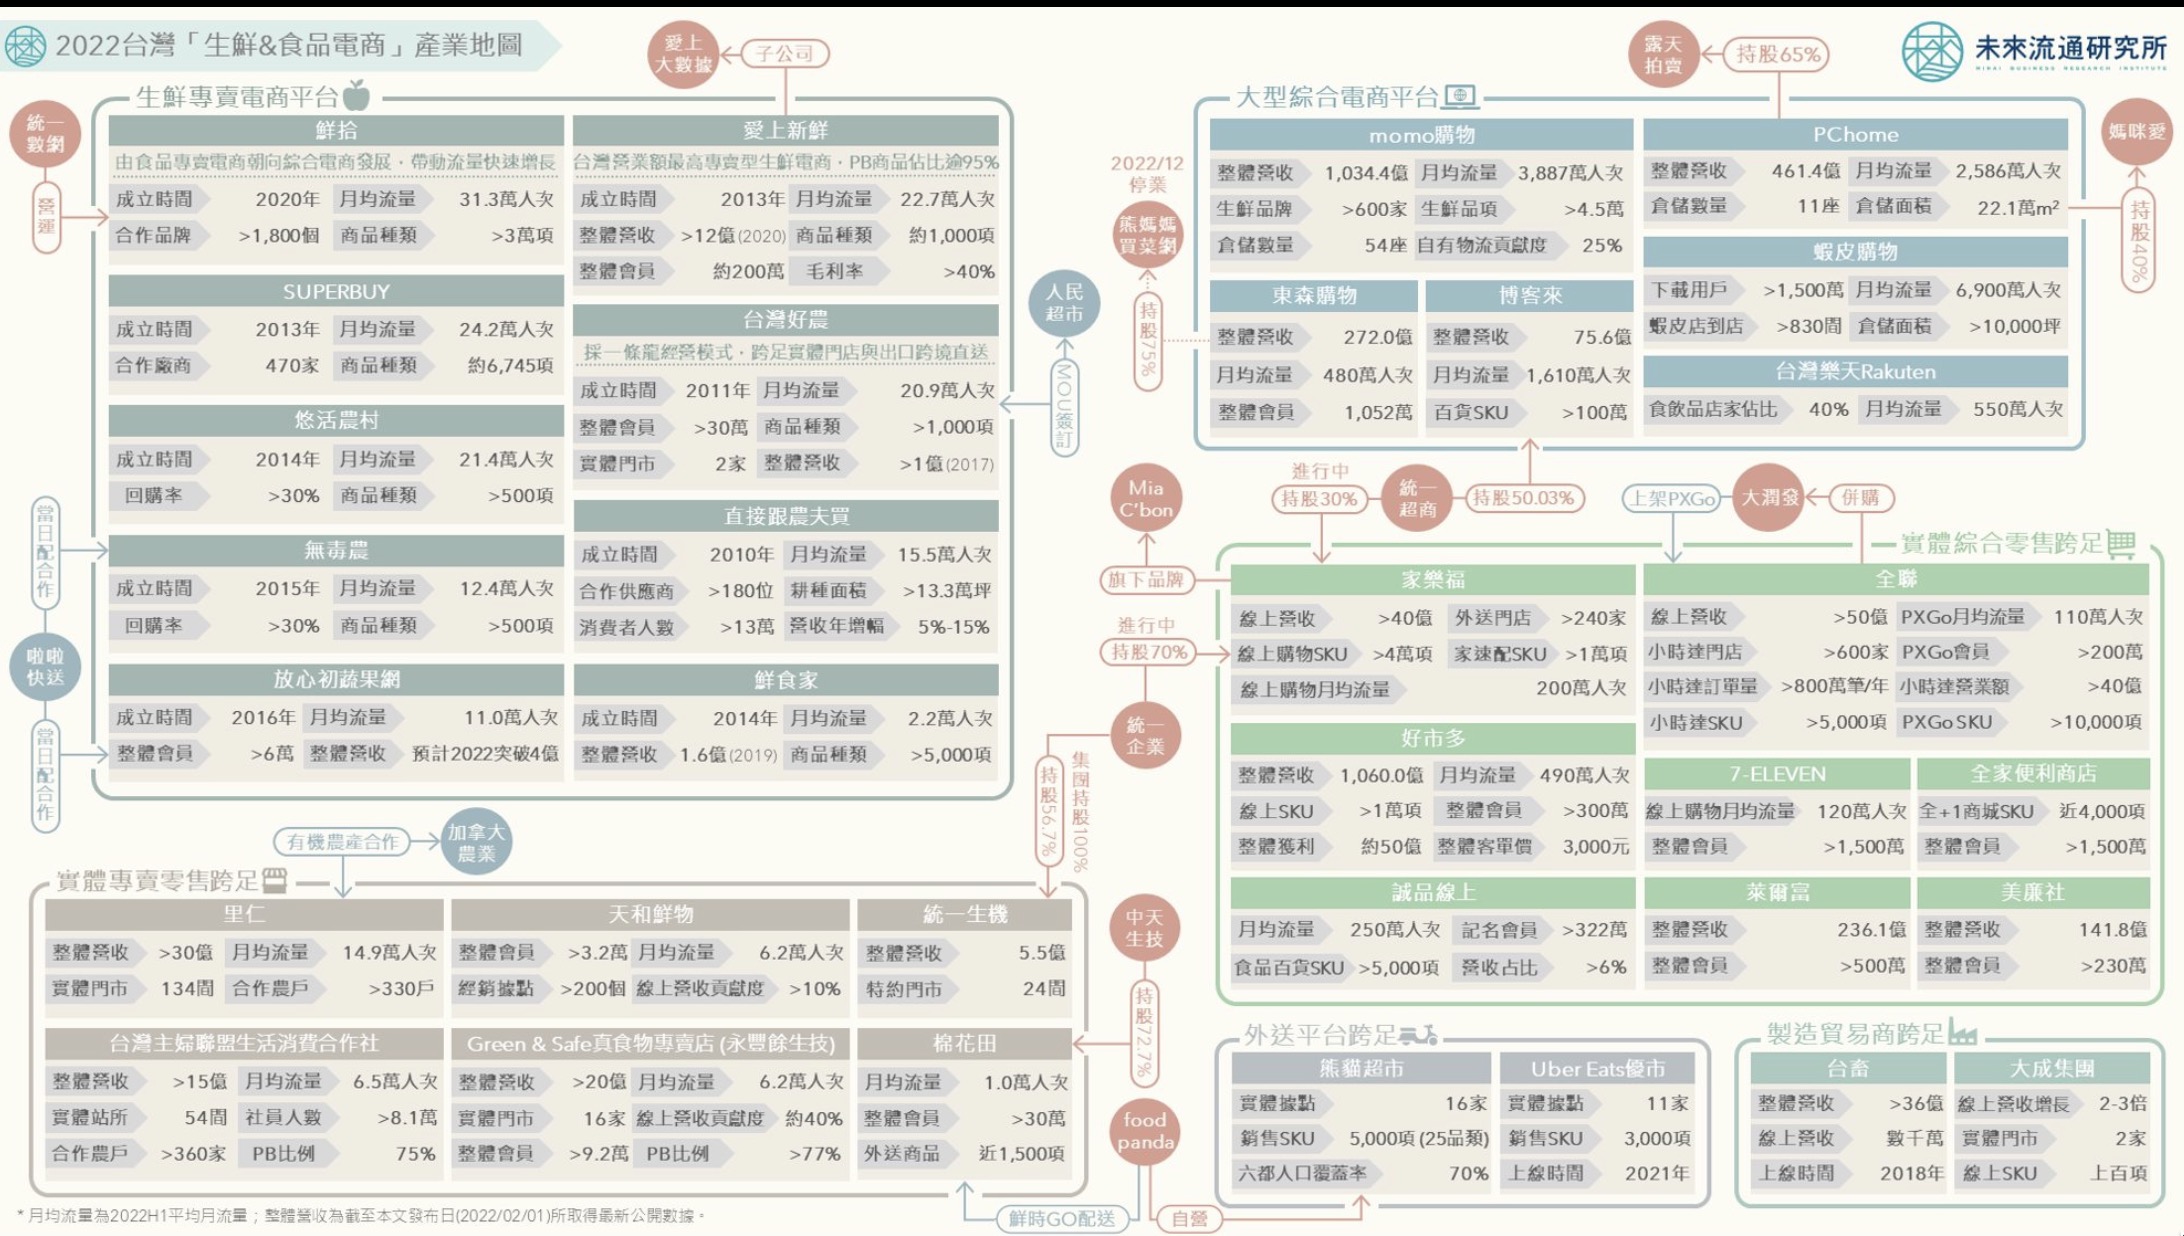 2022台灣「生鮮&食品電商」產業地圖
未來流通研究所
MIRAI BUSINESS RESEARCH INSTITUTE
愛上
大數據
子公司
露天
拍賣
持股65%
媽咪愛
持股40%
統一
數網
營運
生鮮專賣電商平台
鮮拾
由食品專賣電商朝向綜合電商發展，帶動流量快速增長
成立時間 2020年 月均流量 31.3萬人次
合作品牌 >1,800個 商品種類 >3萬項
SUPERBUY
成立時間 2013年 月均流量 24.2萬人次
合作廠商 470家 商品種類 約6,745項
悠活農村
成立時間 2014年 月均流量 21.4萬人次
回購率 >30% 商品種類 >500項
無毒農
成立時間 2015年 月均流量 12.4萬人次
回購率 >30% 商品種類 >500項
放心初蔬果網
成立時間 2016年 月均流量 11.0萬人次
整體會員 >6萬 整體營收 預計2022突破4億
愛上新鮮
台灣營業額最高專賣型生鮮電商，PB商品佔比逾95%
成立時間 2013年 月均流量 22.7萬人次
整體營收 >12億(2020) 商品種類 約1,000項
整體會員 約200萬 毛利率 >40%
台灣好農
採一條龍經營模式，跨足實體門店與出口跨境直送
成立時間 2011年 月均流量 20.9萬人次
整體會員 >30萬 商品種類 >1,000項
實體門市 2家 整體營收 >1億(2017)
直接跟農夫買
成立時間 2010年 月均流量 15.5萬人次
合作供應商 >180位 耕種面積 >13.3萬坪
消費者人數 >13萬 營收年增幅 5%-15%
鮮食家
成立時間 2014年 月均流量 2.2萬人次
整體營收 1.6億(2019) 商品種類 >5,000項
當日配合作
啦啦
快送
當日配合作
人民
超市
MOU簽訂
大型綜合電商平台
momo購物
整體營收 1,034.4億 月均流量 3,887萬人次
生鮮品牌 >600家 生鮮品項 >4.5萬
倉儲數量 54座 自有物流貢獻度 25%
東森購物
整體營收 272.0億
月均流量 480萬人次
整體會員 1,052萬
博客來
整體營收 75.6億
月均流量 1,610萬人次
百貨SKU >100萬
PChome
整體營收 461.4億 月均流量 2,586萬人次
倉儲數量 11座 倉儲面積 22.1萬m²
蝦皮購物
下載用戶 >1,500萬 月均流量 6,900萬人次
蝦皮店到店 >830間 倉儲面積 >10,000坪
台灣樂天Rakuten
食飲品店家佔比 40% 月均流量 550萬人次
2022/12
停業
熊媽媽
買菜網
持股75%
進行中
持股30%
統一
超商
持股50.03%
上架PXGo
大潤發
併購
Mia
C'bon
旗下品牌
進行中
持股70%
統一
企業
持股56.7%
集團持股100%
實體綜合零售跨足
家樂福
線上營收 >40億 外送門店 >240家
線上購物SKU >4萬項 家速配SKU >1萬項
線上購物月均流量 200萬人次
好市多
整體營收 1,060.0億 月均流量 490萬人次
線上SKU >1萬項 整體會員 >300萬
整體獲利 約50億 整體客單價 3,000元
誠品線上
月均流量 250萬人次 記名會員 >322萬
食品百貨SKU >5,000項 營收占比 >6%
全聯
線上營收 >50億 PXGo月均流量 110萬人次
小時達門店 >600家 PXGo會員 >200萬
小時達訂單量 >800萬筆/年 小時達營業額 >40億
小時達SKU >5,000項 PXGo SKU >10,000項
7-ELEVEN
線上購物月均流量 120萬人次
整體會員 >1,500萬
全家便利商店
全+1商城SKU 近4,000項
整體會員 >1,500萬
萊爾富
整體營收 236.1億
整體會員 >500萬
美廉社
整體營收 141.8億
整體會員 >230萬
有機農產合作
加拿大
農業
實體專賣零售跨足
里仁
整體營收 >30億 月均流量 14.9萬人次
實體門市 134間 合作農戶 >330戶
天和鮮物
整體會員 >3.2萬 月均流量 6.2萬人次
經銷據點 >200個 線上營收貢獻度 >10%
統一生機
整體營收 5.5億
特約門市 24間
台灣主婦聯盟生活消費合作社
整體營收 >15億 月均流量 6.5萬人次
實體站所 54間 社員人數 >8.1萬
合作農戶 >360家 PB比例 75%
Green & Safe真食物專賣店 (永豐餘生技)
整體營收 >20億 月均流量 6.2萬人次
實體門市 16家 線上營收貢獻度 約40%
整體會員 >9.2萬 PB比例 >77%
棉花田
月均流量 1.0萬人次
整體會員 >30萬
外送商品 近1,500項
中天
生技
持股72.7%
food
panda
鮮時GO配送
自營
外送平台跨足
熊貓超市
實體據點 16家
銷售SKU 5,000項 (25品類)
六都人口覆蓋率 70%
Uber Eats優市
實體據點 11家
銷售SKU 3,000項
上線時間 2021年
製造貿易商跨足
台畜
整體營收 >36億
線上營收 數千萬
上線時間 2018年
大成集團
線上營收增長 2-3倍
實體門市 2家
線上SKU 上百項
* 月均流量為2022H1平均月流量；整體營收為截至本文發布日(2022/02/01)所取得最新公開數據。